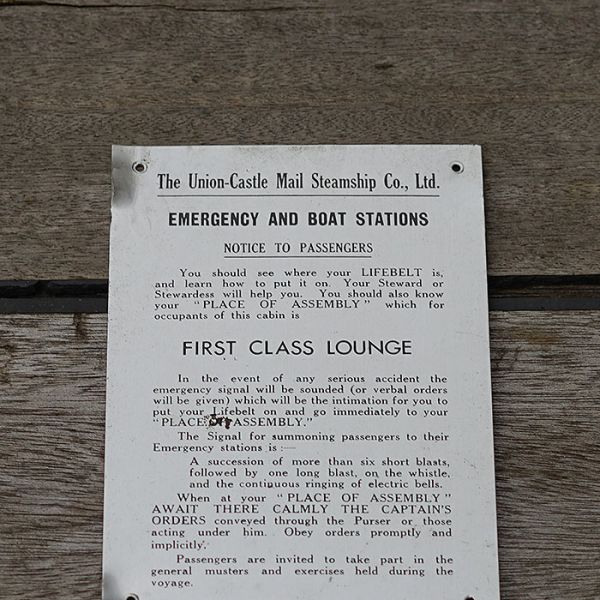 The Union-Castle Mail Steamship Co., Ltd.
EMERGENCY AND BOAT STATIONS
NOTICE TO PASSENGERS
You should see where your LIFEBELT is,
and learn how to put it on. Your Steward or
Stewardess will help you. You should also know
your "PLACE OF ASSEMBLY" which for
occupants of this cabin is
FIRST CLASS LOUNGE
In the event of any serious accident the
emergency signal will be sounded (or verbal orders
will be given) which will be the intimation for you to
put your Lifebelt on and go immediately to your
"PLACE ASSEMBLY."
The Signal for summoning passengers to their
Emergency stations is :—
A succession of more than six short blasts,
followed by one long blast, on the whistle,
and the continuous ringing of electric bells.
When at your "PLACE OF ASSEMBLY"
AWAIT THERE CALMLY THE CAPTAIN'S
ORDERS conveyed through the Purser or those
acting under him. Obey orders promptly and
implicitly.
Passengers are invited to take part in the
general musters and exercises held during the
voyage.